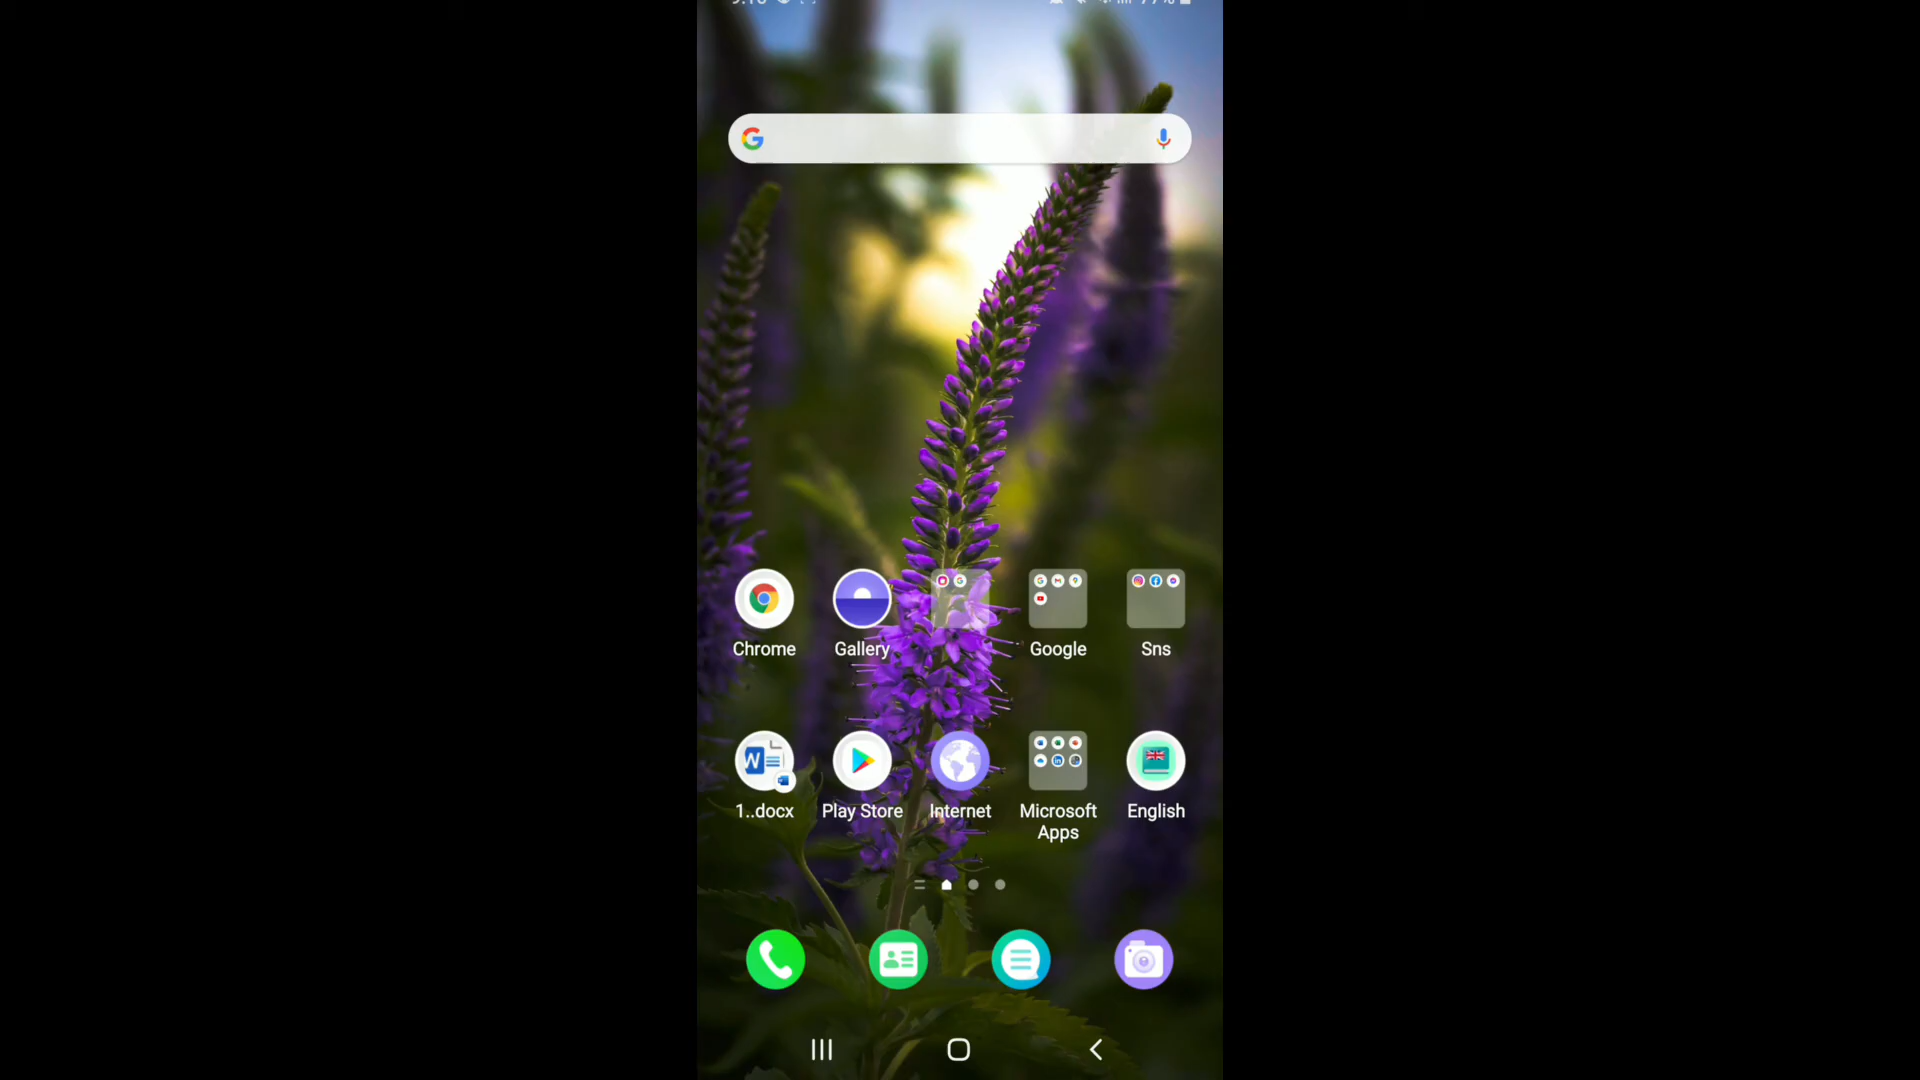 Chrome
Gallery
Google
Sns
1..docx
Play Store
Internet
Microsoft
Apps
English